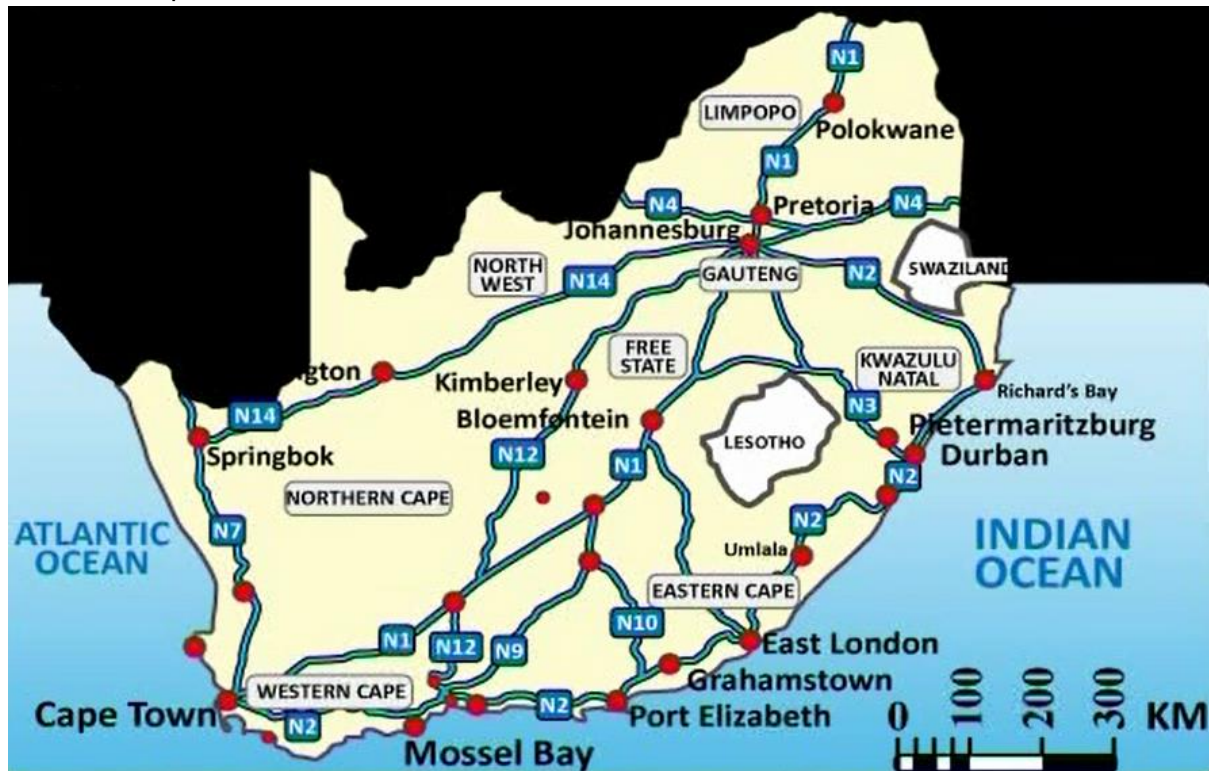 N1
LIMPOPO
Polokwane
N1
N4
Pretoria
N4
Johannesburg
NORTH
WEST
N14
GAUTENG
N2
SWAZILAND
FREE
STATE
KWAZULU
NATAL
gton
Kimberley
Richard's Bay
N14
Bloemfontein
N3
Pietermaritzburg
LESOTHO
Springbok
N12
N1
Durban
N2
NORTHERN CAPE
ATLANTIC
OCEAN
N7
N2
INDIAN
OCEAN
Umlala
EASTERN CAPE
N1
N12
N9
N10
East London
Grahamstown
WESTERN CAPE
Cape Town
N2
N2
Port Elizabeth
Mossel Bay
0 100 200 300 KM